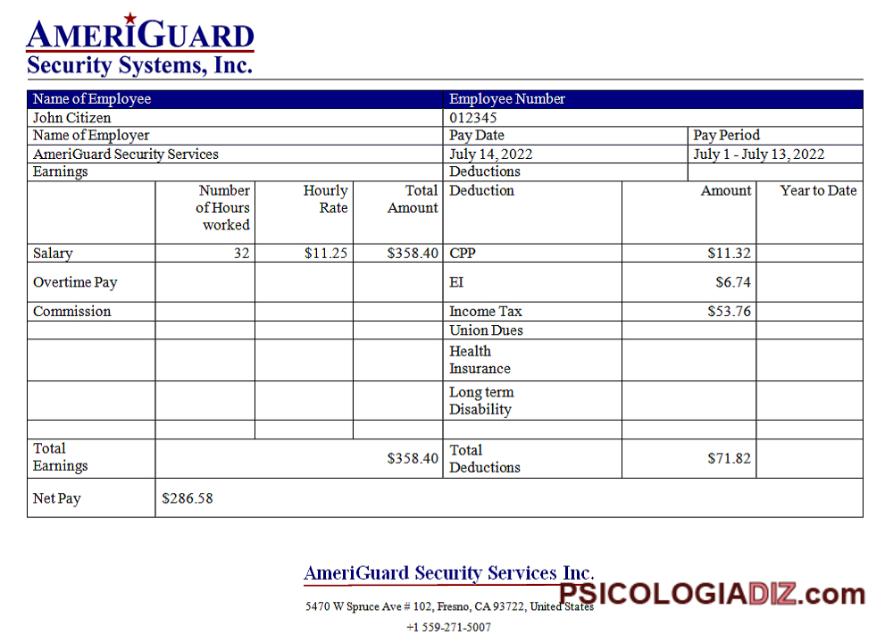 AMERIGUARD
Security Systems, Inc.
Name of Employee Employee Number
John Citizen 012345
Name of Employer Pay Date Pay Period
AmeriGuard Security Services July 14, 2022 July 1 - July 13, 2022
Earnings Deductions
Number of Hours worked Hourly Rate Total Amount Deduction Amount Year to Date
Salary 32 $11.25 $358.40 CPP $11.32
Overtime Pay EI $6.74
Commission Income Tax $53.76
Union Dues
Health
Insurance
Long term
Disability
Total Earnings $358.40 Total Deductions $71.82
Net Pay $286.58
AmeriGuard Security Services Inc.
PSICOLOGIADIZ.com
5470 W Spruce Ave # 102, Fresno, CA 93722, United States
+1 559-271-5007